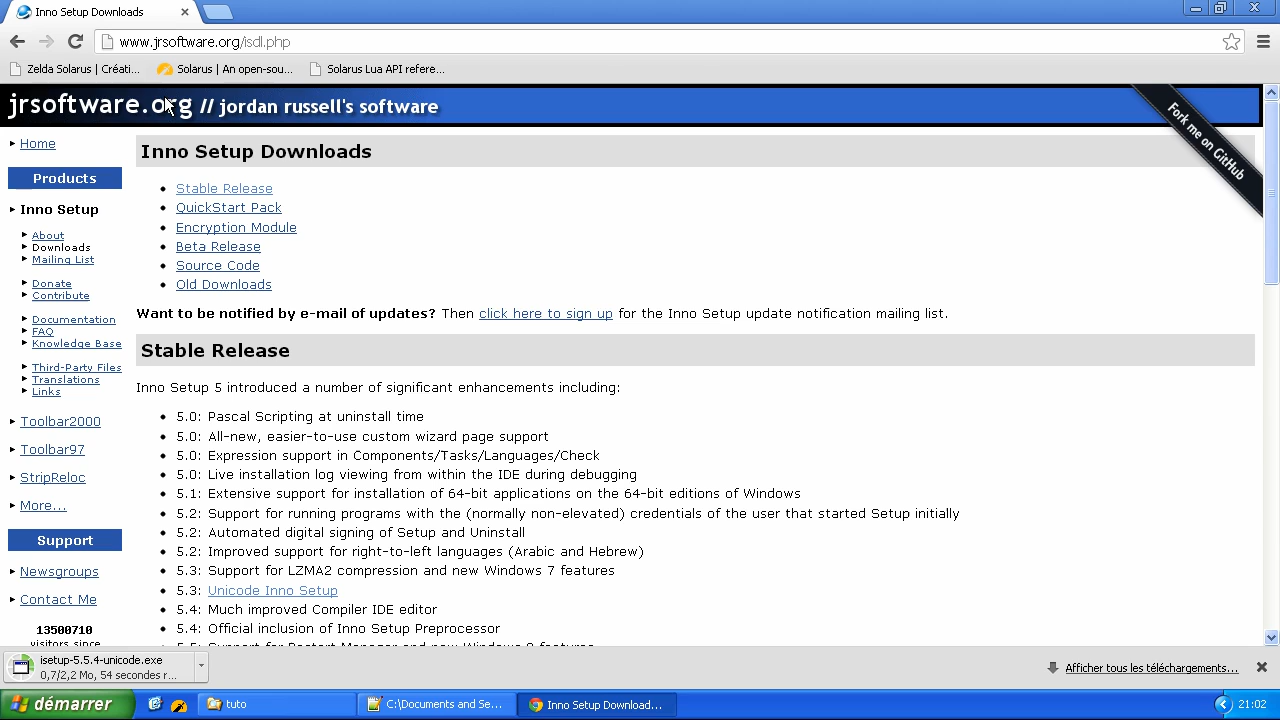 Inno Setup Downloads
www.jrsoftware.org/isdl.php
Zelda Solarus | Créati...
Solarus | An open-sou...
Solarus Lua API refere...
jrsoftware.org // jordan russell's software
Fork me on GitHub
Home
Products
Inno Setup
About
Downloads
Mailing List
Donate
Contribute
Documentation
FAQ
Knowledge Base
Third-Party Files
Translations
Links
Toolbar2000
Toolbar97
StripReloc
More...
Support
Newsgroups
Contact Me
13500710
visitors since
Inno Setup Downloads
Stable Release
QuickStart Pack
Encryption Module
Beta Release
Source Code
Old Downloads
Want to be notified by e-mail of updates? Then click here to sign up for the Inno Setup update notification mailing list.
Stable Release
Inno Setup 5 introduced a number of significant enhancements including:
5.0: Pascal Scripting at uninstall time
5.0: All-new, easier-to-use custom wizard page support
5.0: Expression support in Components/Tasks/Languages/Check
5.0: Live installation log viewing from within the IDE during debugging
5.1: Extensive support for installation of 64-bit applications on the 64-bit editions of Windows
5.2: Support for running programs with the (normally non-elevated) credentials of the user that started Setup initially
5.2: Automated digital signing of Setup and Uninstall
5.2: Improved support for right-to-left languages (Arabic and Hebrew)
5.3: Support for LZMA2 compression and new Windows 7 features
5.3: Unicode Inno Setup
5.4: Much improved Compiler IDE editor
5.4: Official inclusion of Inno Setup Preprocessor
5.5: Support for Restart Manager and new Windows 8 features
isetup-5.5.4-unicode.exe
0,7/2,2 Mo, 54 secondes r...
Afficher tous les téléchargements...
démarrer
tuto
C:\Documents and Se...
Inno Setup Download...
21:02